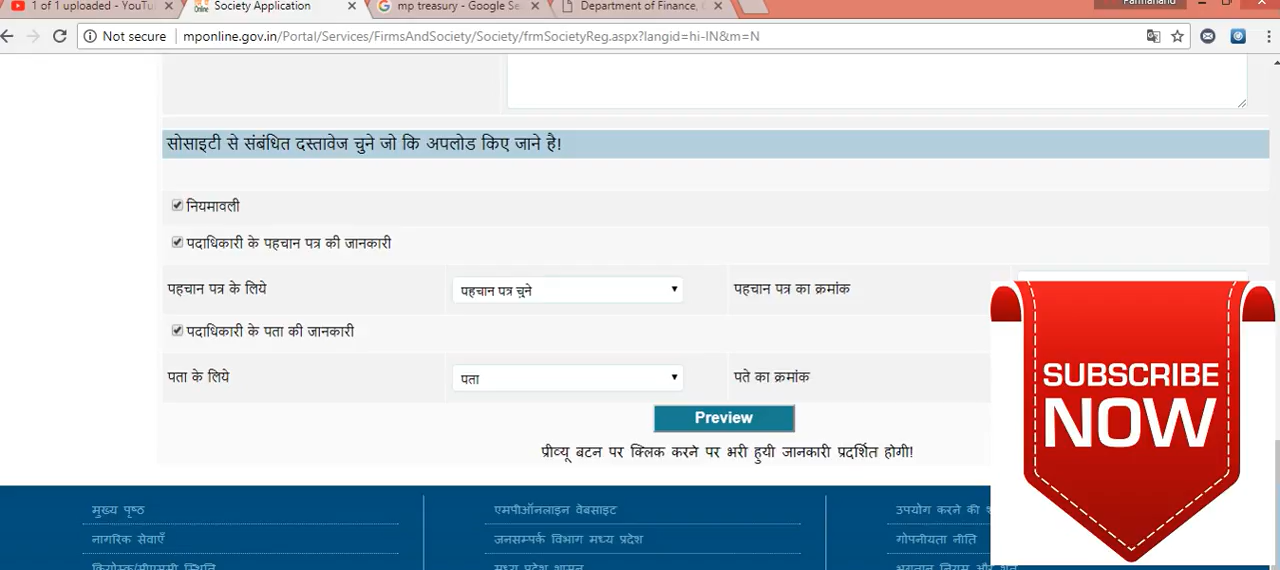 1 of 1 uploaded - YouTu
Society Application
mp treasury - Google Se
Department of Finance, G
Not secure
mponline.gov.in/Portal/Services/FirmsAndSociety/Society/frmSocietyReg.aspx?langid=hi-IN&m=N
सोसाइटी से संबंधित दस्तावेज चुने जो कि अपलोड किए जाने है!
नियमावली
पदाधिकारी के पहचान पत्र की जानकारी
पहचान पत्र के लिये पहचान पत्र चुने पहचान पत्र का क्रमांक
पदाधिकारी के पता की जानकारी
पता के लिये पता पते का क्रमांक
SUBSCRIBE
NOW
Preview
प्रीव्यू बटन पर क्लिक करने पर भरी हुयी जानकारी प्रदर्शित होगी!
मुख्य पृष्ठ एमपीऑनलाइन वेबसाइट उपयोग करने की
नागरिक सेवाएँ जनसम्पर्क विभाग मध्य प्रदेश गोपनीयता नीति